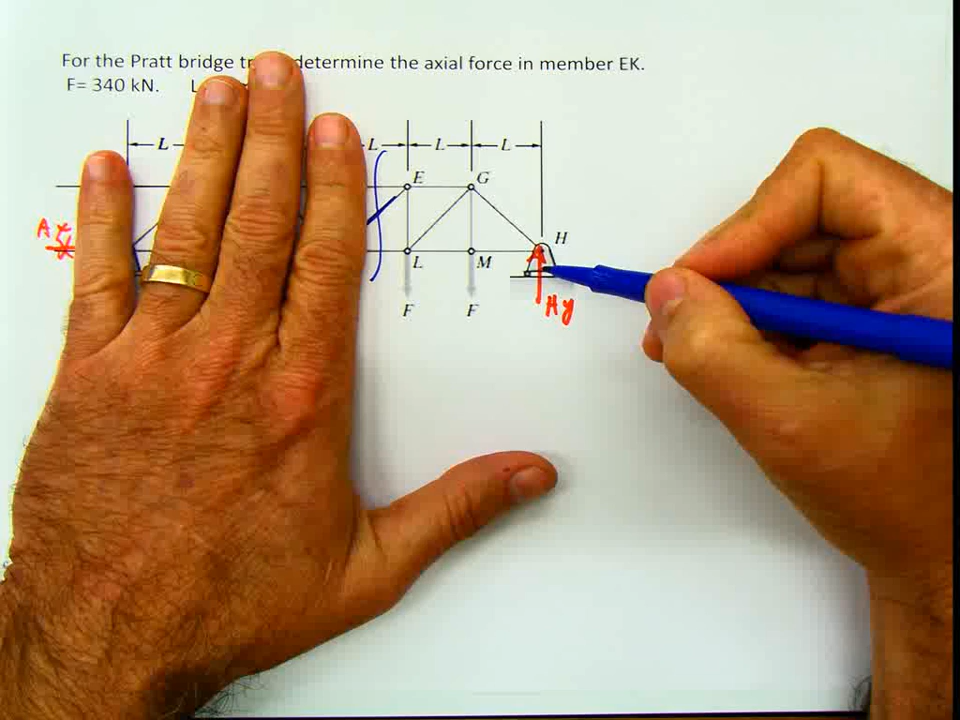 For the Pratt bridge determine the axial force in member EK.
F= 340 kN. L
L L L L
E G
Ax H
L M
F F Hy